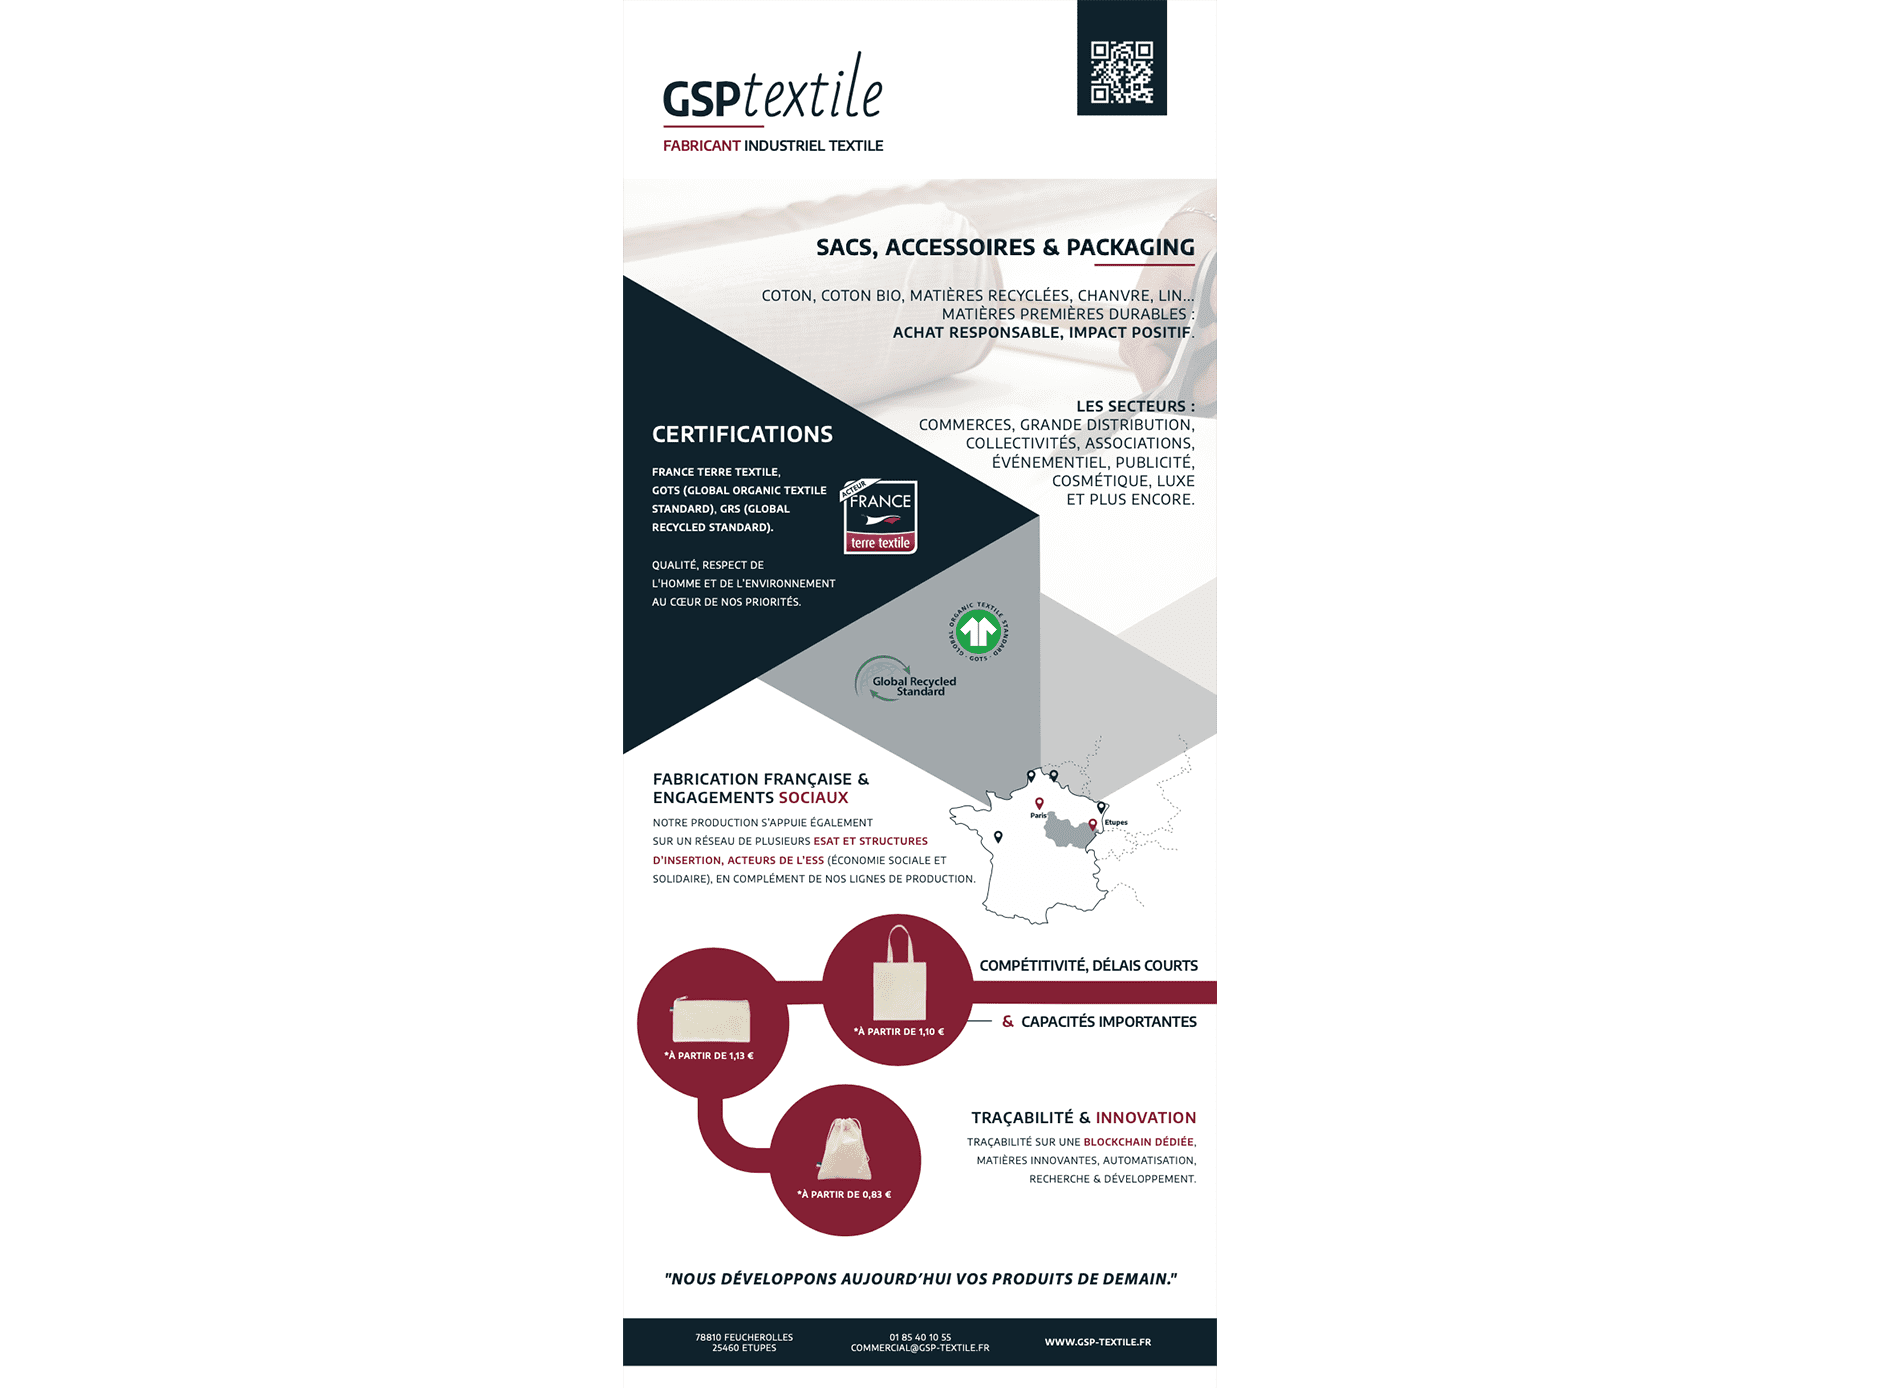 GSPtextile
FABRICANT INDUSTRIEL TEXTILE
SACS, ACCESSOIRES & PACKAGING
COTON, COTON BIO, MATIÈRES RECYCLÉES, CHANVRE, LIN...
MATIÈRES PREMIÈRES DURABLES :
ACHAT RESPONSABLE, IMPACT POSITIF.
LES SECTEURS :
COMMERCES, GRANDE DISTRIBUTION,
COLLECTIVITÉS, ASSOCIATIONS,
ÉVÉNEMENTIEL, PUBLICITÉ,
COSMÉTIQUE, LUXE
ET PLUS ENCORE.
CERTIFICATIONS
FRANCE TERRE TEXTILE,
GOTS (GLOBAL ORGANIC TEXTILE
STANDARD), GRS (GLOBAL
RECYCLED STANDARD).
QUALITÉ, RESPECT DE
L'HOMME ET DE L'ENVIRONNEMENT
AU CŒUR DE NOS PRIORITÉS.
ACTEUR
FRANCE
terre textile
GLOBAL ORGANIC TEXTILE STANDARD · GOTS ·
Global Recycled
Standard
FABRICATION FRANÇAISE &
ENGAGEMENTS SOCIAUX
NOTRE PRODUCTION S'APPUIE ÉGALEMENT
SUR UN RÉSEAU DE PLUSIEURS ESAT ET STRUCTURES
D'INSERTION, ACTEURS DE L'ESS (ÉCONOMIE SOCIALE ET
SOLIDAIRE), EN COMPLÉMENT DE NOS LIGNES DE PRODUCTION.
Paris
Etupes
COMPÉTITIVITÉ, DÉLAIS COURTS
& CAPACITÉS IMPORTANTES
*À PARTIR DE 1,10 €
*À PARTIR DE 1,13 €
*À PARTIR DE 0,83 €
TRAÇABILITÉ & INNOVATION
TRAÇABILITÉ SUR UNE BLOCKCHAIN DÉDIÉE,
MATIÈRES INNOVANTES, AUTOMATISATION,
RECHERCHE & DÉVELOPPEMENT.
"NOUS DÉVELOPPONS AUJOURD'HUI VOS PRODUITS DE DEMAIN."
78810 FEUCHEROLLES
25460 ETUPES
01 85 40 10 55
COMMERCIAL@GSP-TEXTILE.FR
WWW.GSP-TEXTILE.FR